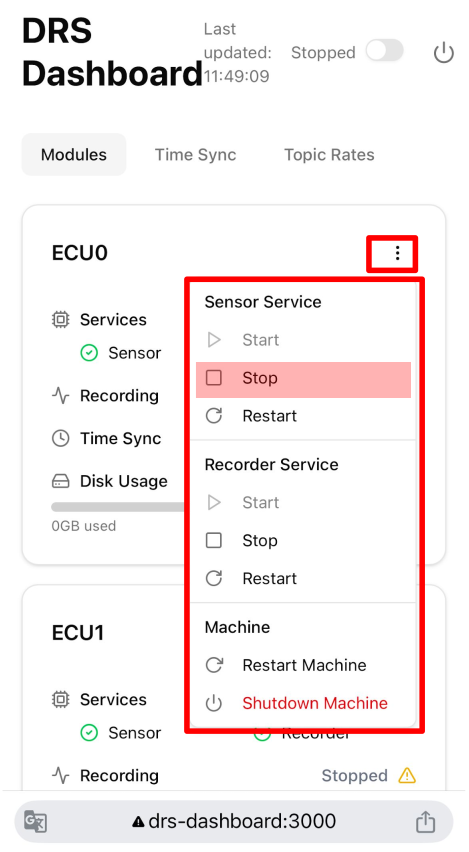 DRS
Dashboard
Last
updated:
11:49:09
Stopped
Modules
Time Sync
Topic Rates
ECU0
Services
Sensor
Recording
Time Sync
Disk Usage
0GB used
Sensor Service
Start
Stop
Restart
Recorder Service
Start
Stop
Restart
Machine
Restart Machine
Shutdown Machine
ECU1
Services
Sensor
Recorder
Recording
Stopped
drs-dashboard:3000